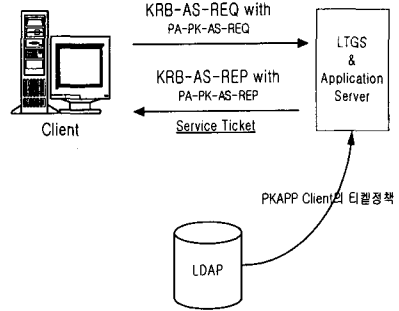 KRB-AS-REQ with
PA-PK-AS-REQ
KRB-AS-REP with
PA-PK-AS-REP
Service Ticket
Client
LTGS
&
Application
Server
PKAPP Client의 티켙정책
LDAP